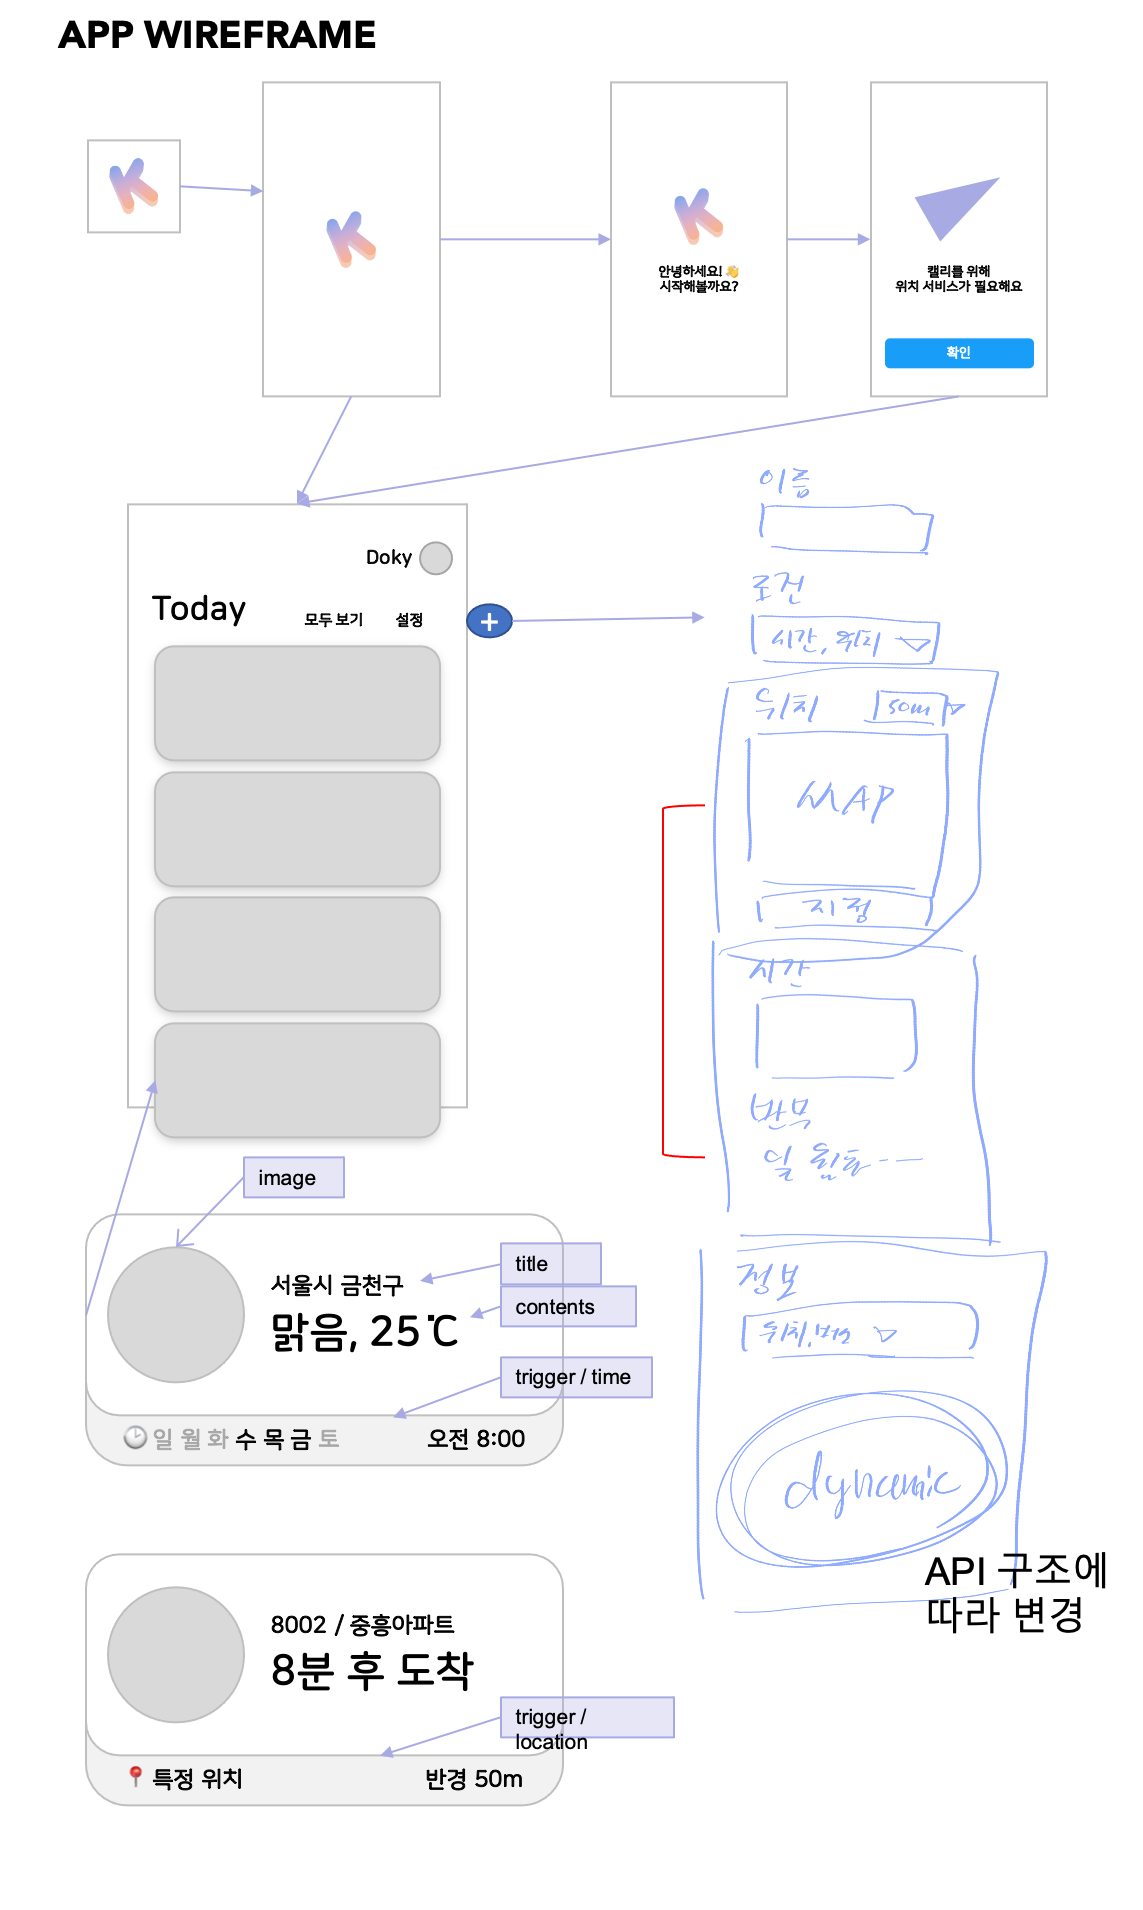 APP WIREFRAME
안녕하세요! 👋
시작해볼까요?
캘리를 위해
위치 서비스가 필요해요
확인
Doky
Today
모두 보기
설정
+
이름
조건
시간, 위치
위치
50m
MAP
지정
시간
반복
일 월 화 ---
정보
위치, 버스
dynamic
API 구조에
따라 변경
image
title
contents
trigger / time
서울시 금천구
맑음, 25℃
일 월 화 수 목 금 토
오전 8:00
8002 / 중흥아파트
8분 후 도착
trigger /
location
특정 위치
반경 50m